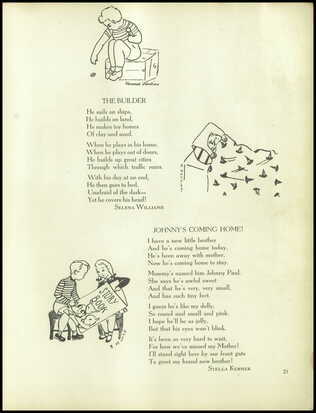 THE BUILDER
He sails on ships,
He builds on land,
He makes toy homes
Of clay and sand.
When he plays in his home,
When he plays out of doors,
He builds up great cities
Through which traffic roars.
With his day at an end,
He then goes to bed,
Unafraid of the dark—
Yet he covers his head!
SELENA WILLIAMS
JOHNNY'S COMING HOME!
I have a new little brother
And he's coming home today,
He's been away with mother,
Now he's coming home to stay.
Mummy's named him Johnny Paul.
She says he's awful sweet
And that he's very, very small,
And has such tiny feet.
I guess he's like my dolly,
So round and small and pink.
I hope he'll be as jolly,
But that his eyes won't blink.
It's been so very hard to wait,
For how we've missed my Mother!
I'll stand right here by our front gate
To greet my brand new brother!
STELLA KERNER
FUNY
BOOK
21